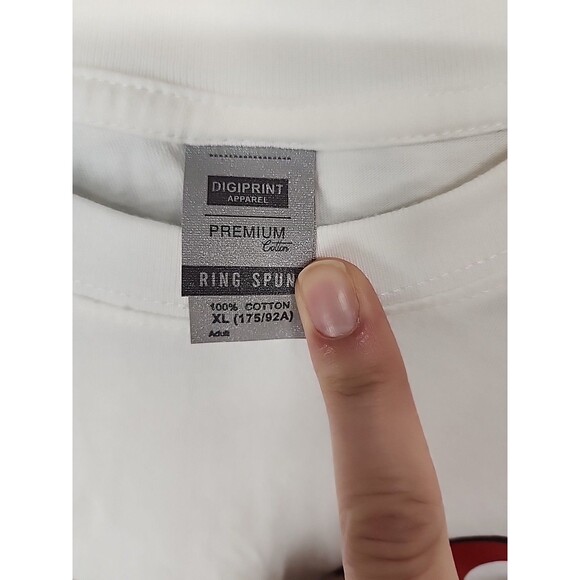 DIGIPRINT
APPAREL
PREMIUM
Cotton
RING SPUN
100% COTTON
XL (175/92A)
Adult